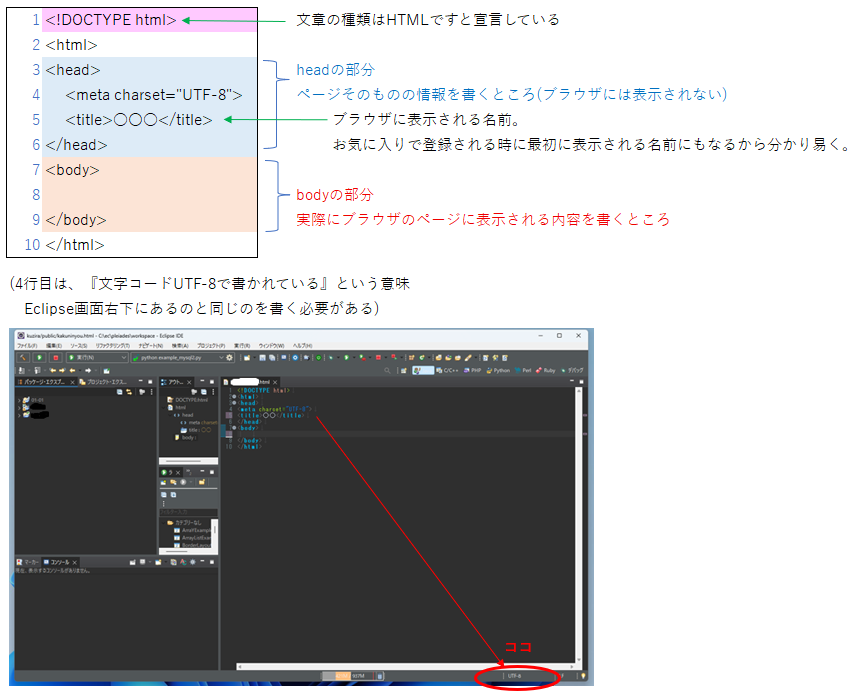 1 <!DOCTYPE html> 文章の種類はHTMLですと宣言している
2 <html>
3 <head> headの部分
4 <meta charset="UTF-8"> ページそのものの情報を書くところ(ブラウザには表示されない)
5 <title>〇〇〇</title> ブラウザに表示される名前。
6 </head> お気に入りで登録される時に最初に表示される名前にもなるから分かり易く。
7 <body>
8 bodyの部分
9 </body> 実際にブラウザのページに表示される内容を書くところ
10 </html>
(4行目は、『文字コードUTF-8で書かれている』という意味
Eclipse画面右下にあるのと同じのを書く必要がある)
kuzira/public/kakuninyou.html - C:\ec\pleiades\workspace - Eclipse IDE
ファイル(F) 編集(E) ソース(S) リファクタリング(T) ナビゲート(N) 検索(A) プロジェクト(P) 実行(R) ウィンドウ(W) ヘルプ(H)
実行(R) python-example_mysql2.py
C/C++ PHP Python Perl Ruby デバッグ
パッケージ・エクスプ... プロジェクト・エクス... アウト... html
DOCTYPE:html
html
head
meta charset
title : 〇〇
body :
1 <!DOCTYPE html>
2 <html>
3 <head>
4 <meta charset="UTF-8">
5 <title>〇〇</title>
6 </head>
7 <body>
8
9 </body>
10 </html>
カテゴリーなし
ArrayListExa
BorderLayou
マーカー コンソール
現在、表示するコンソールがありません。
ココ
UTF-8